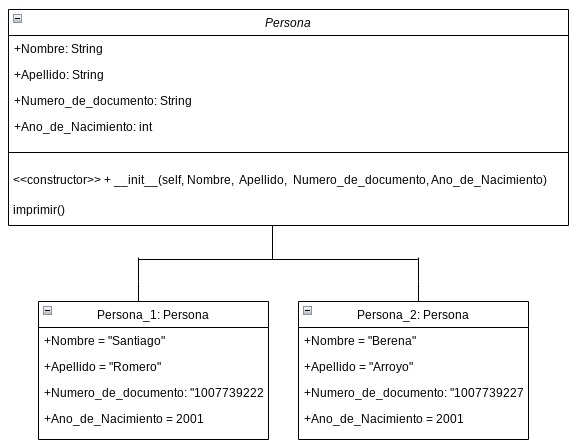 Persona
+Nombre: String
+Apellido: String
+Numero_de_documento: String
+Ano_de_Nacimiento: int
<<constructor>> + __init__(self, Nombre, Apellido, Numero_de_documento, Ano_de_Nacimiento)
imprimir()
Persona_1: Persona
+Nombre = "Santiago"
+Apellido = "Romero"
+Numero_de_documento: "1007739222
+Ano_de_Nacimiento = 2001
Persona_2: Persona
+Nombre = "Berena"
+Apellido = "Arroyo"
+Numero_de_documento: "1007739227
+Ano_de_Nacimiento = 2001